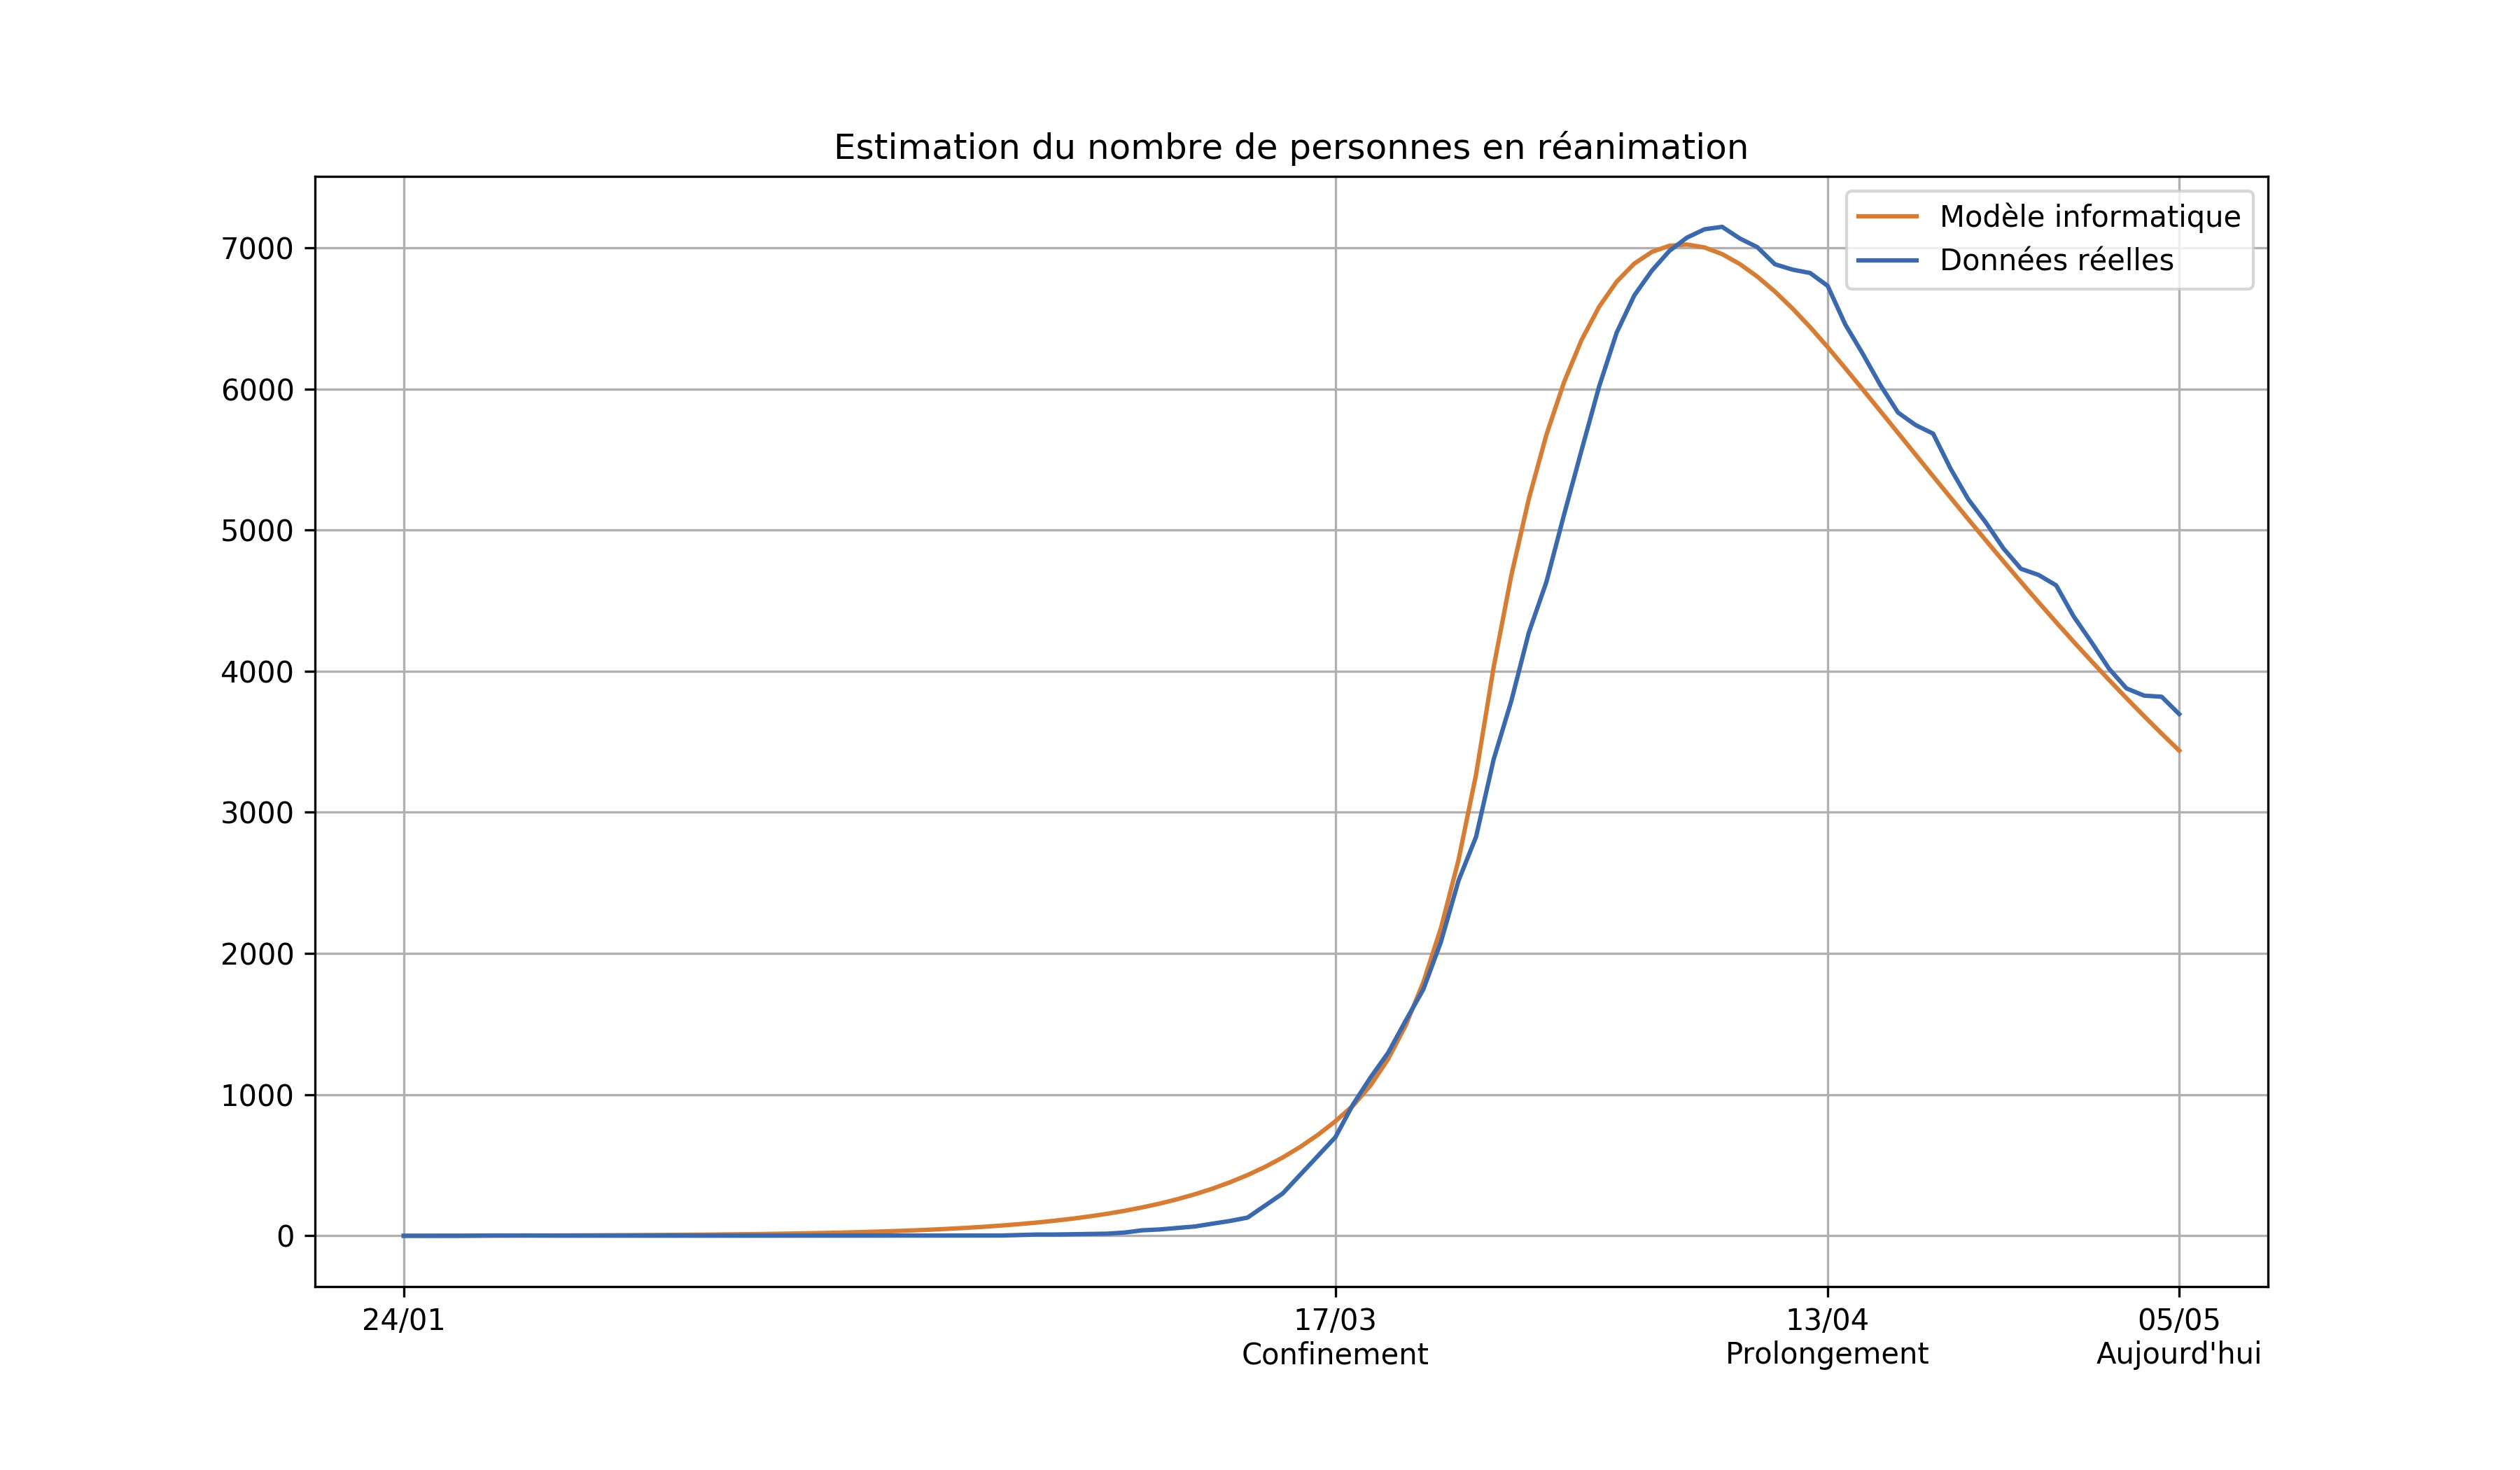 Estimation du nombre de personnes en réanimation
Modèle informatique
Données réelles
7000
6000
5000
4000
3000
2000
1000
0
24/01
17/03
Confinement
13/04
Prolongement
05/05
Aujourd'hui